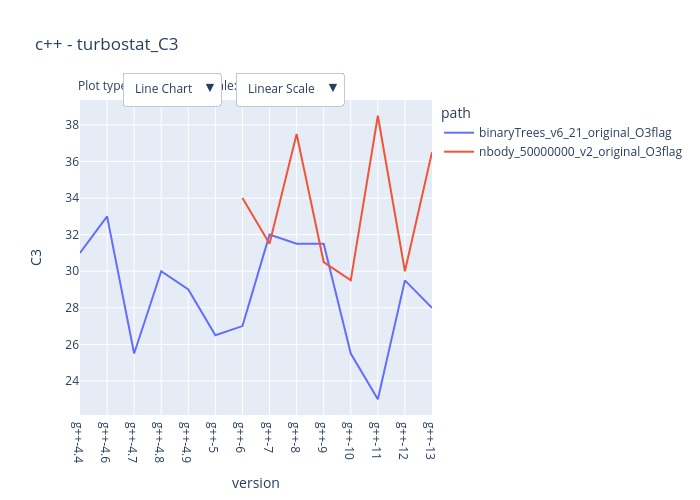 c++ - turbostat_C3
Plot type
Line Chart ▼
ale:
Linear Scale ▼
path
binaryTrees_v6_21_original_O3flag
nbody_50000000_v2_original_O3flag
38
36
34
32
30
28
26
24
C3
g++-4.4
g++-4.6
g++-4.7
g++-4.8
g++-4.9
g++-5
g++-6
g++-7
g++-8
g++-9
g++-10
g++-11
g++-12
g++-13
version